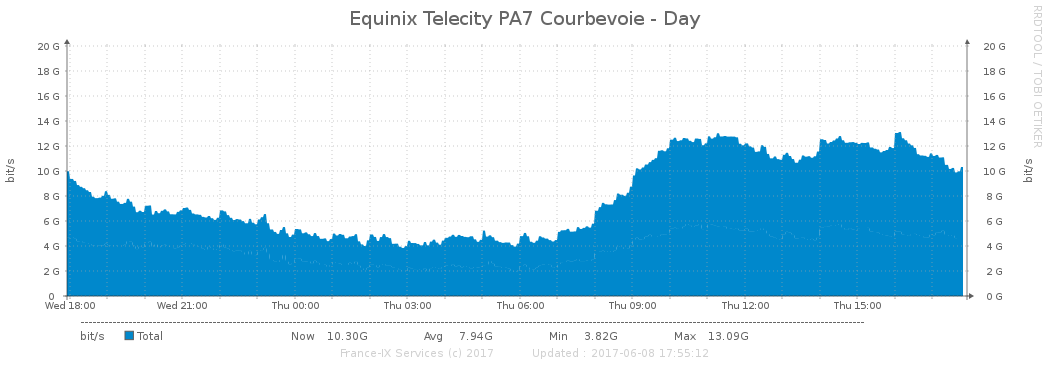 Equinix Telecity PA7 Courbevoie - Day
RRDTOOL / TOBI OETIKER
bit/s
20 G 20 G
18 G 18 G
16 G 16 G
14 G 14 G
12 G 12 G
10 G 10 G
8 G 8 G
6 G 6 G
4 G 4 G
2 G 2 G
0 0 G
bit/s
Wed 18:00 Wed 21:00 Thu 00:00 Thu 03:00 Thu 06:00 Thu 09:00 Thu 12:00 Thu 15:00
bit/s Total Now 10.30G Avg 7.94G Min 3.82G Max 13.09G
France-IX Services (c) 2017 Updated : 2017-06-08 17:55:12